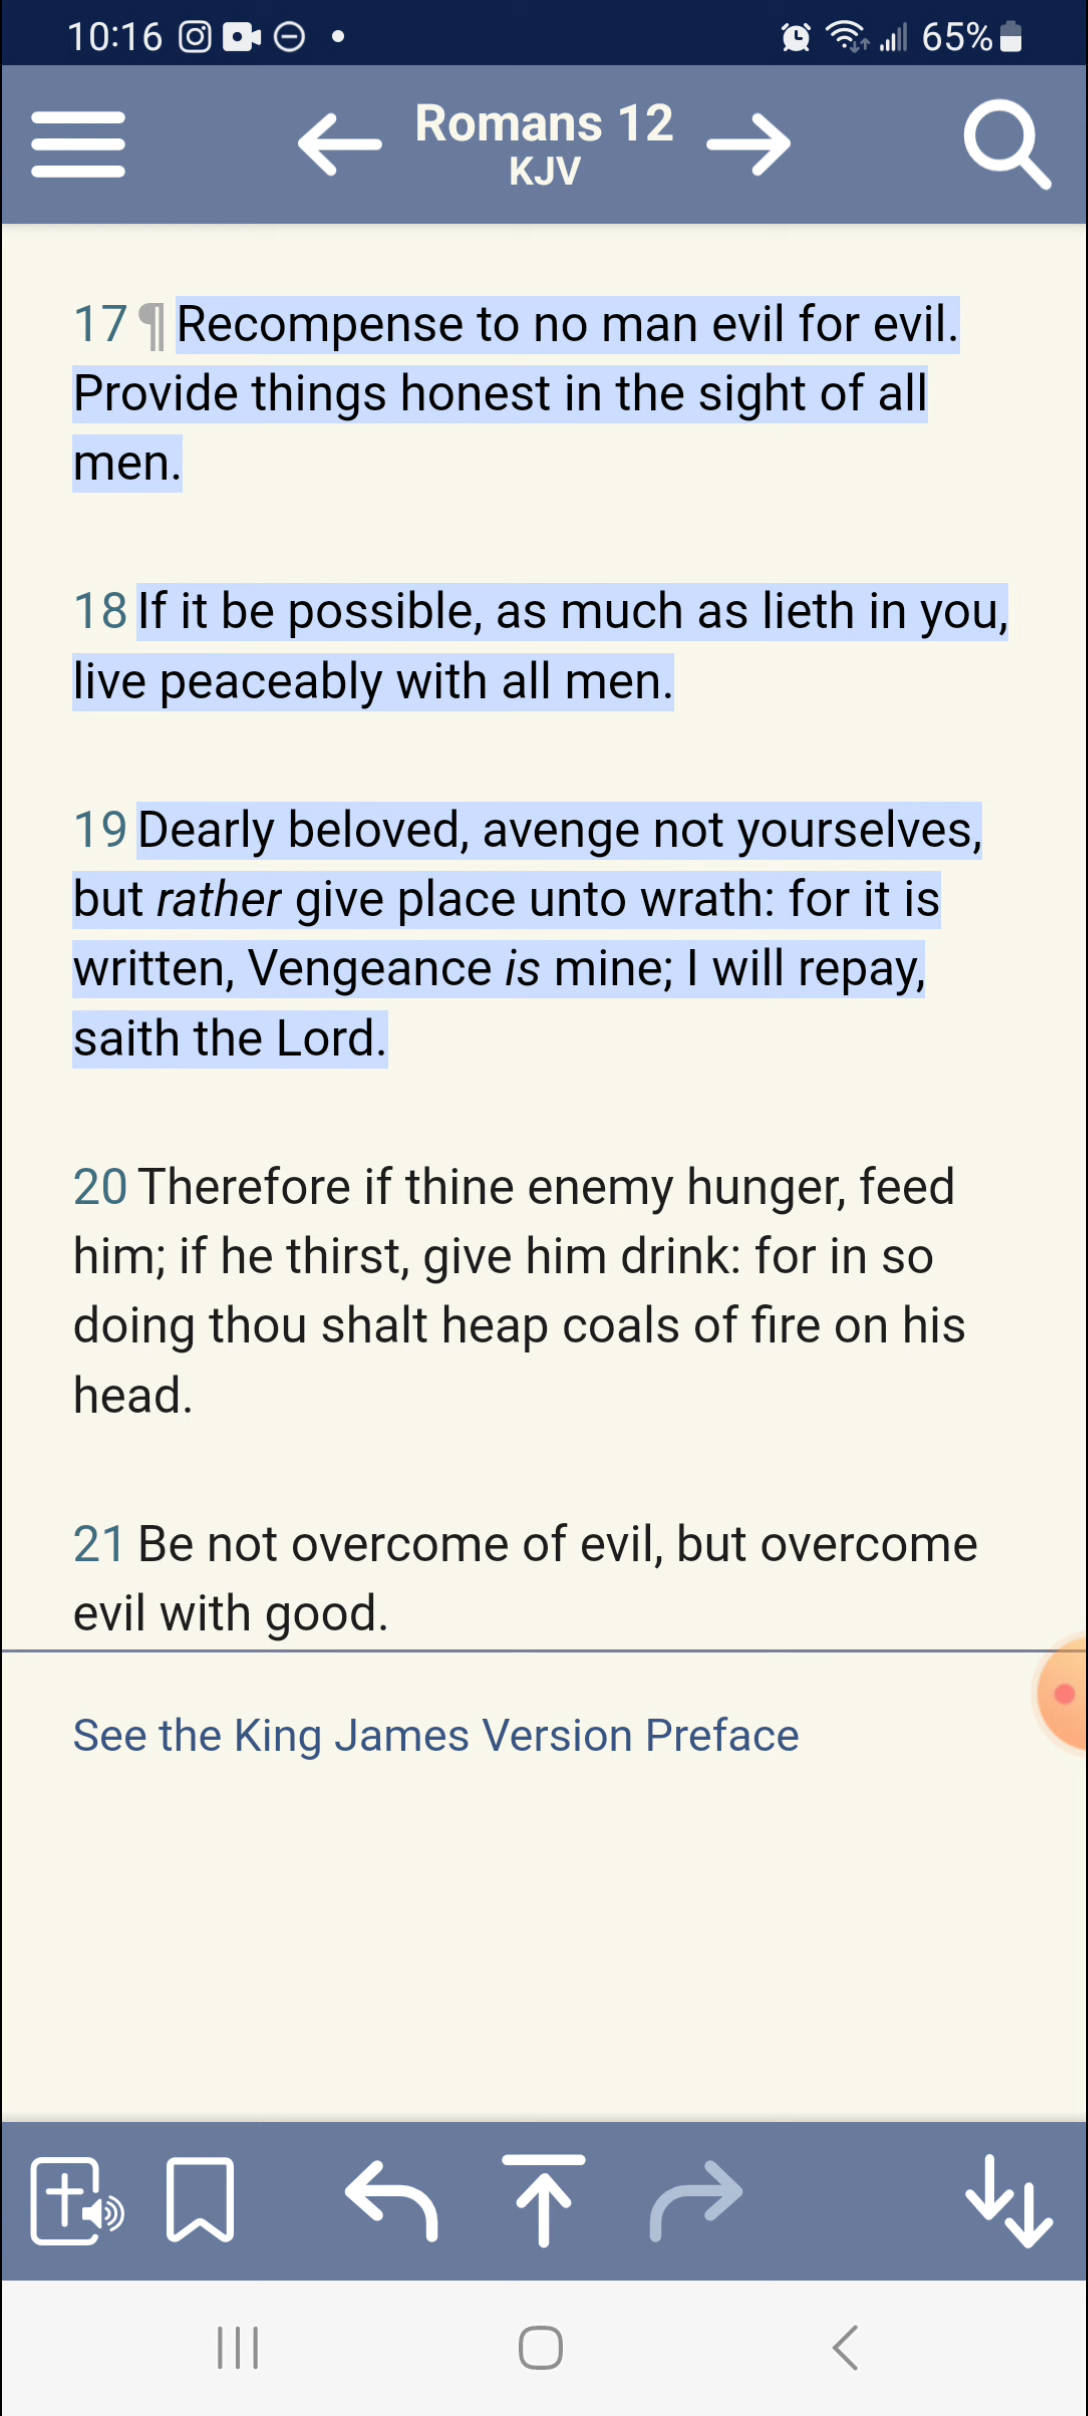 10:16 65%
Romans 12
KJV
17 ¶ Recompense to no man evil for evil.
Provide things honest in the sight of all
men.
18 If it be possible, as much as lieth in you,
live peaceably with all men.
19 Dearly beloved, avenge not yourselves,
but rather give place unto wrath: for it is
written, Vengeance is mine; I will repay,
saith the Lord.
20 Therefore if thine enemy hunger, feed
him; if he thirst, give him drink: for in so
doing thou shalt heap coals of fire on his
head.
21 Be not overcome of evil, but overcome
evil with good.
See the King James Version Preface